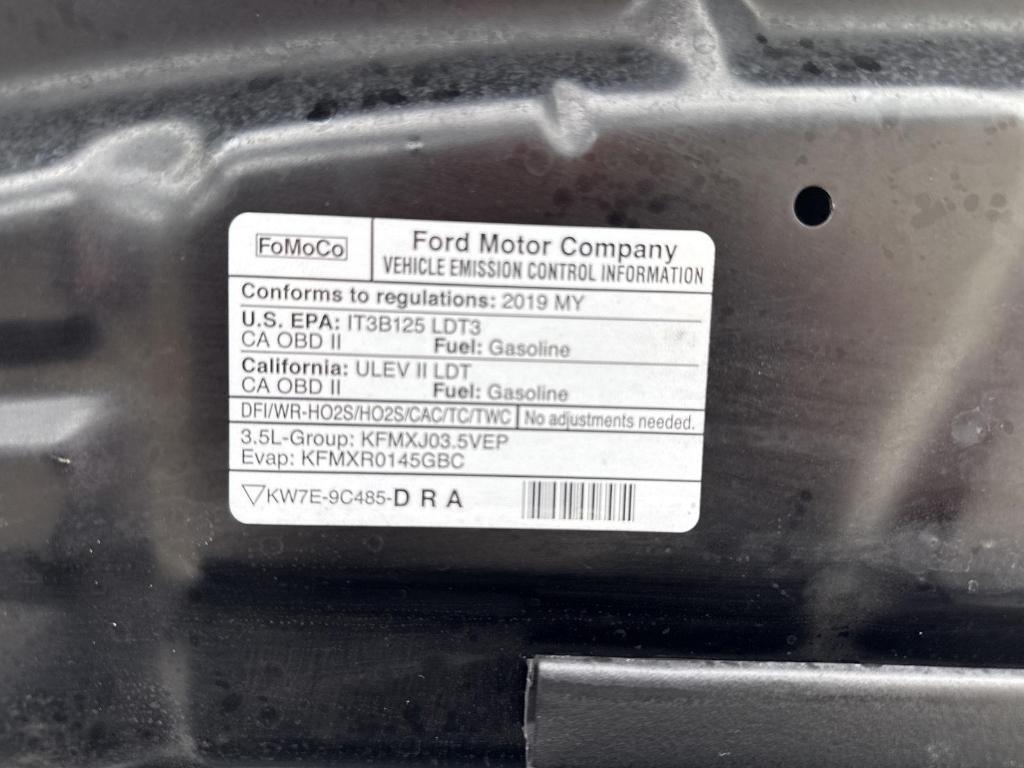 FoMoCo
Ford Motor Company
VEHICLE EMISSION CONTROL INFORMATION
Conforms to regulations: 2019 MY
U.S. EPA: IT3B125 LDT3
CA OBD II Fuel: Gasoline
California: ULEV II LDT
CA OBD II Fuel: Gasoline
DFI/WR-HO2S/HO2S/CAC/TC/TWC No adjustments needed.
3.5L-Group: KFMXJ03.5VEP
Evap: KFMXR0145GBC
▽KW7E-9C485-D R A